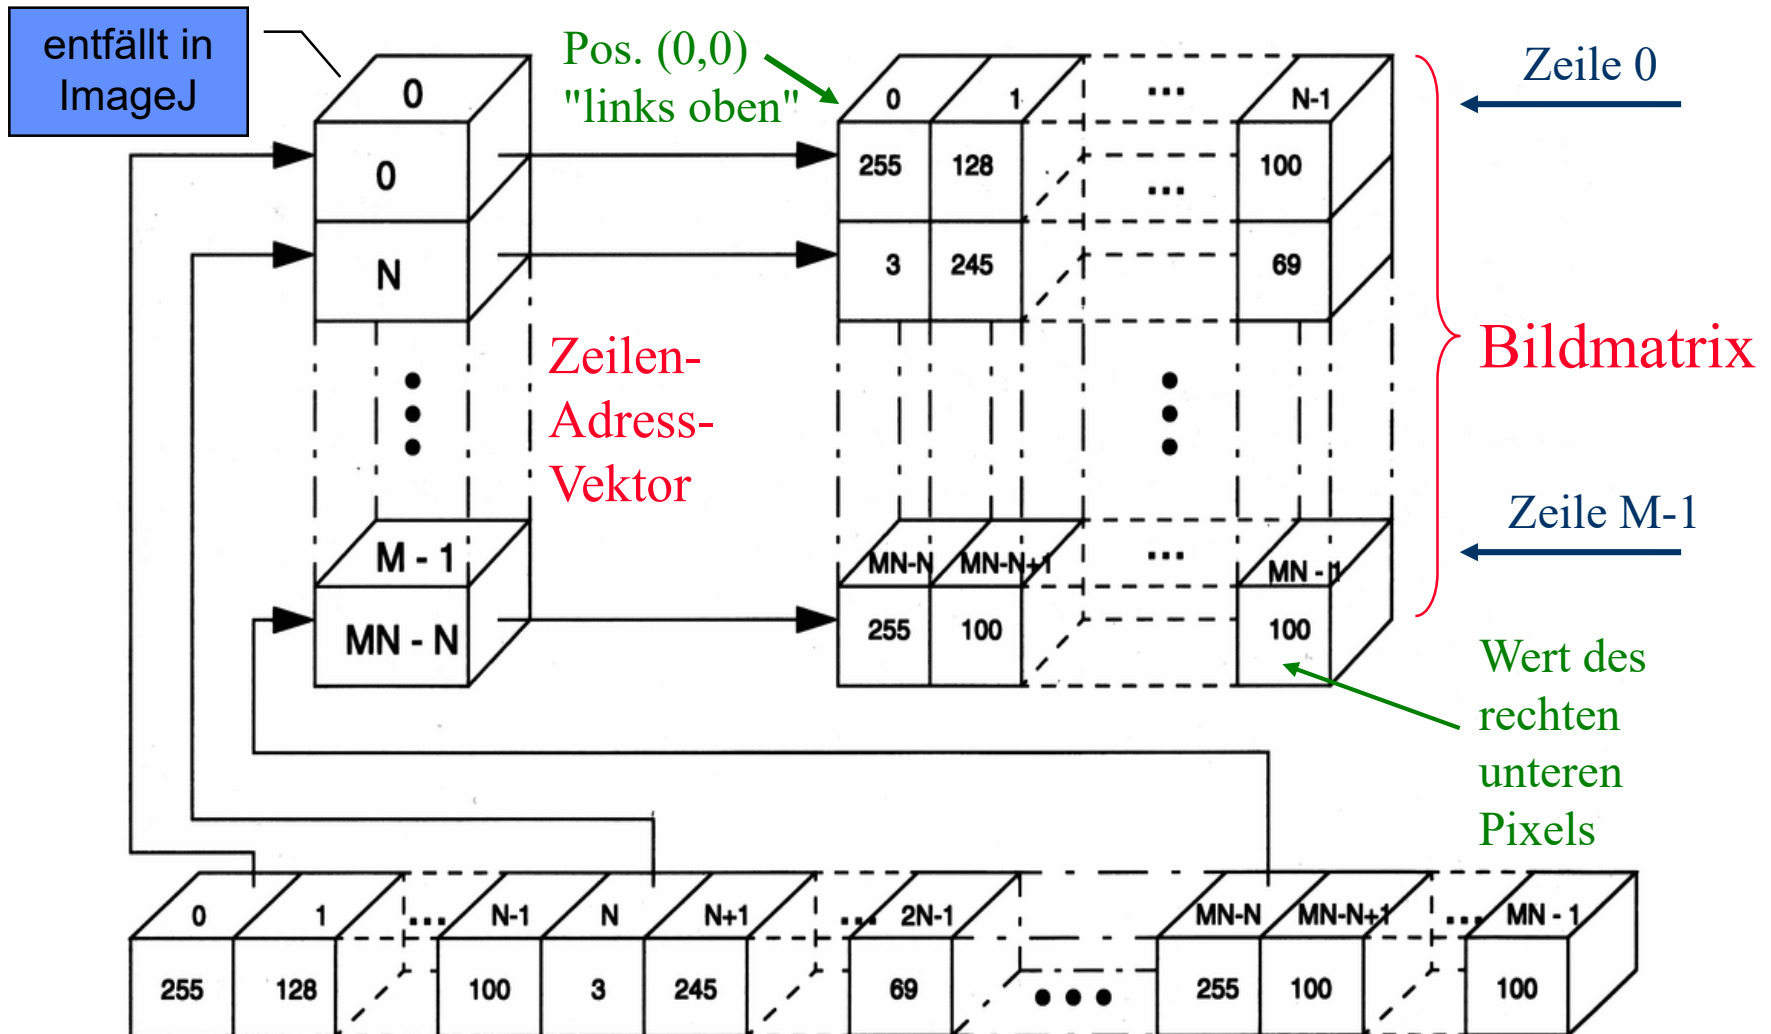 entfällt in
ImageJ
Pos. (0,0)
"links oben"
Zeile 0
0
0
N
0 1 ... N-1
255 128 ... 100
3 245 69
Zeilen-
Adress-
Vektor
Bildmatrix
Zeile M-1
M - 1
MN - N
MN-N MN-N+1 ... MN - 1
255 100 100
Wert des
rechten
unteren
Pixels
0 1 ... N-1 N N+1 ... 2N-1 MN-N MN-N+1 ... MN - 1
255 128 100 3 245 69 ... 255 100 100